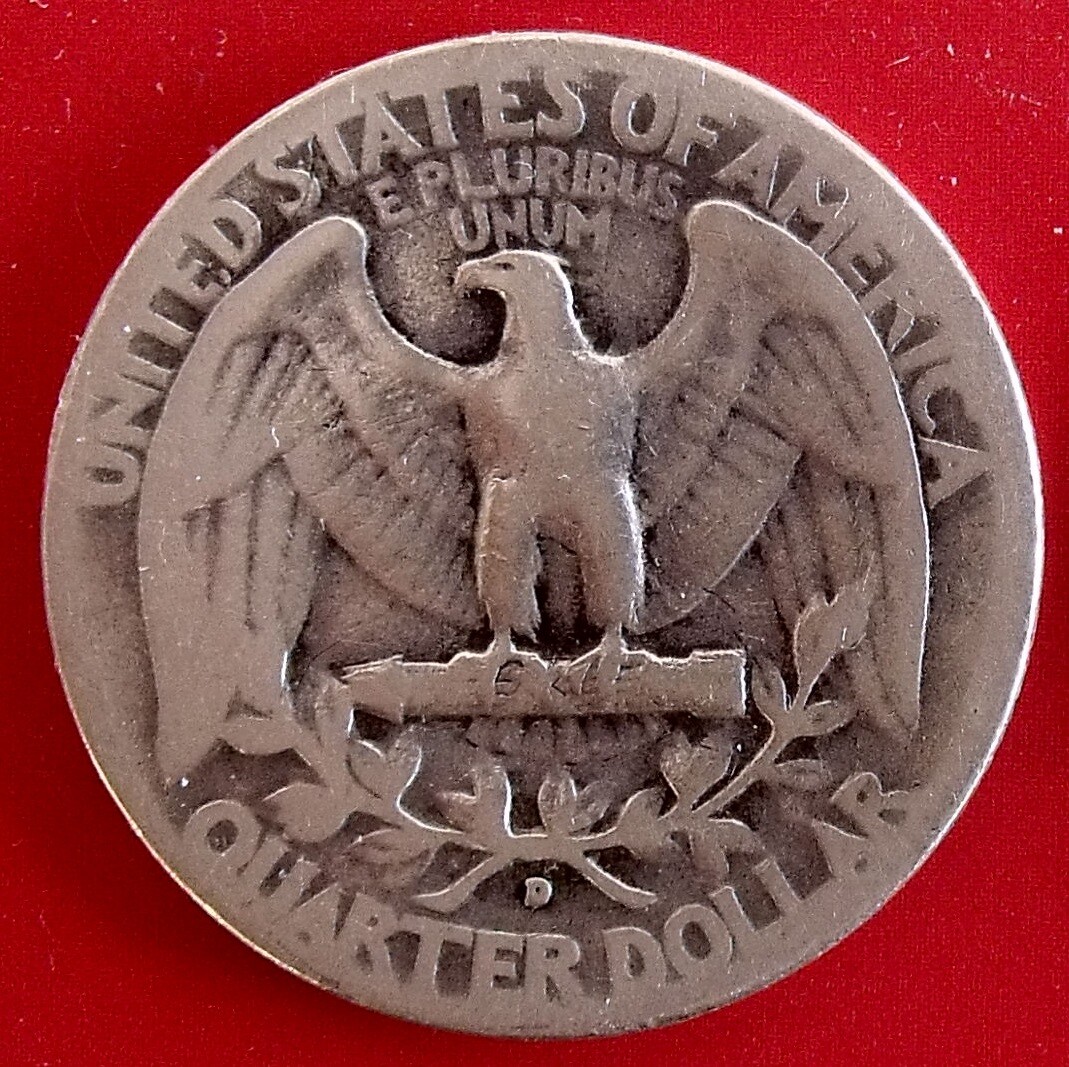 UNITED STATES OF AMERICA
E PLURIBUS
UNUM
D
QUARTER DOLLAR